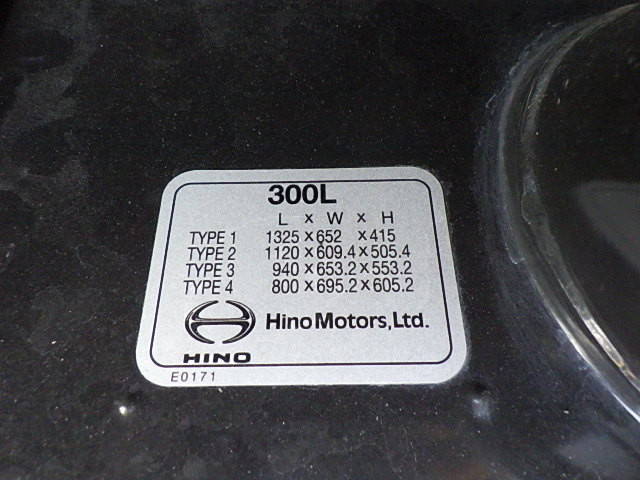 300L
L x W x H
TYPE 1 1325 x 652 x 415
TYPE 2 1120 x 609.4 x 505.4
TYPE 3 940 x 653.2 x 553.2
TYPE 4 800 x 695.2 x 605.2
Hino Motors, Ltd.
HINO
E0171